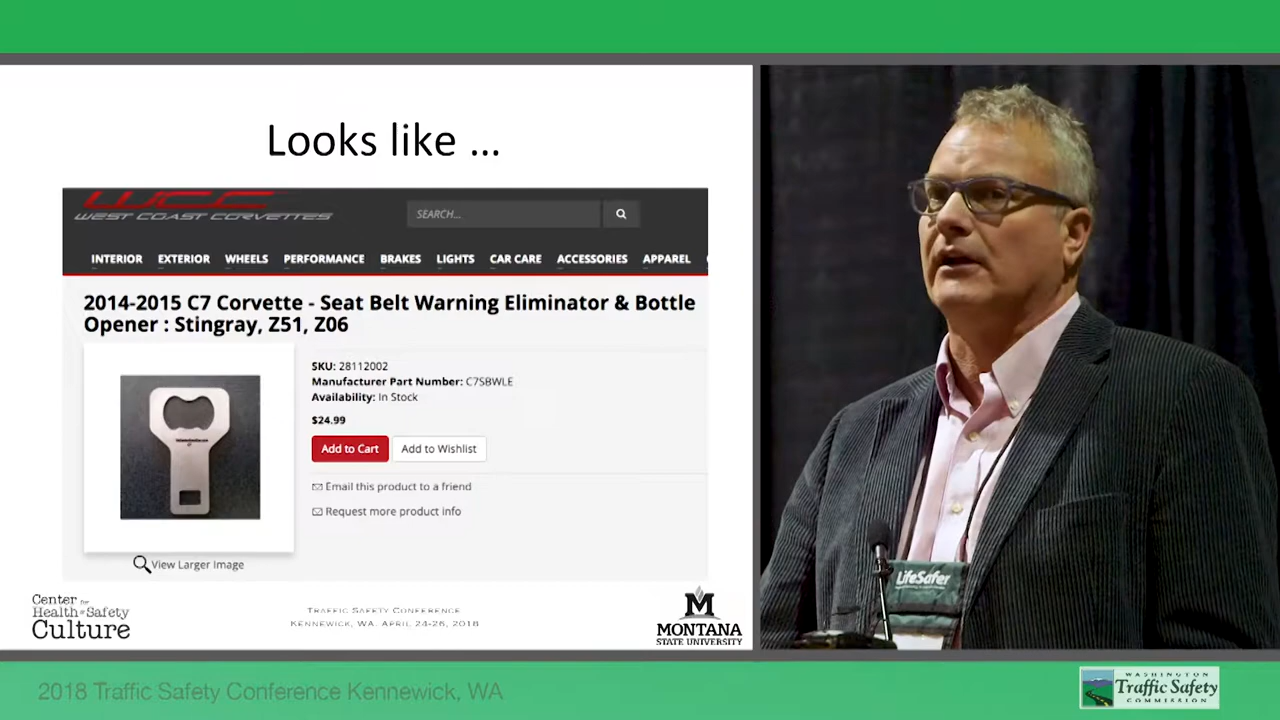 Looks like ...
WCC
WEST COAST CORVETTES
SEARCH...
INTERIOR EXTERIOR WHEELS PERFORMANCE BRAKES LIGHTS CAR CARE ACCESSORIES APPAREL
2014-2015 C7 Corvette - Seat Belt Warning Eliminator & Bottle
Opener : Stingray, Z51, Z06
SKU: 28112002
Manufacturer Part Number: C7SBWLE
Availability: In Stock
$24.99
Add to Cart Add to Wishlist
Email this product to a friend
Request more product info
View Larger Image
Center for
Health & Safety
Culture
TRAFFIC SAFETY CONFERENCE
KENNEWICK, WA. APRIL 24-26, 2018
M
MONTANA
STATE UNIVERSITY
LifeSafer
2018 Traffic Safety Conference Kennewick, WA
WASHINGTON
Traffic Safety
COMMISSION